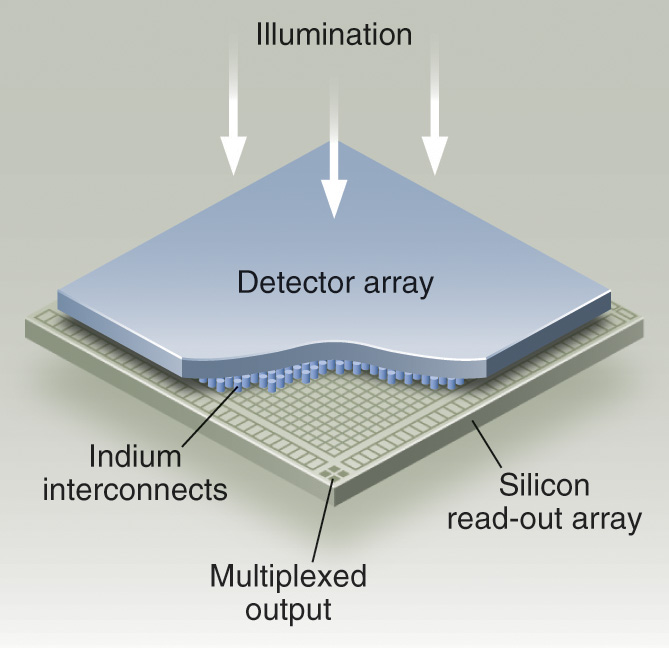 Illumination
Detector array
Indium
interconnects
Silicon
read-out array
Multiplexed
output